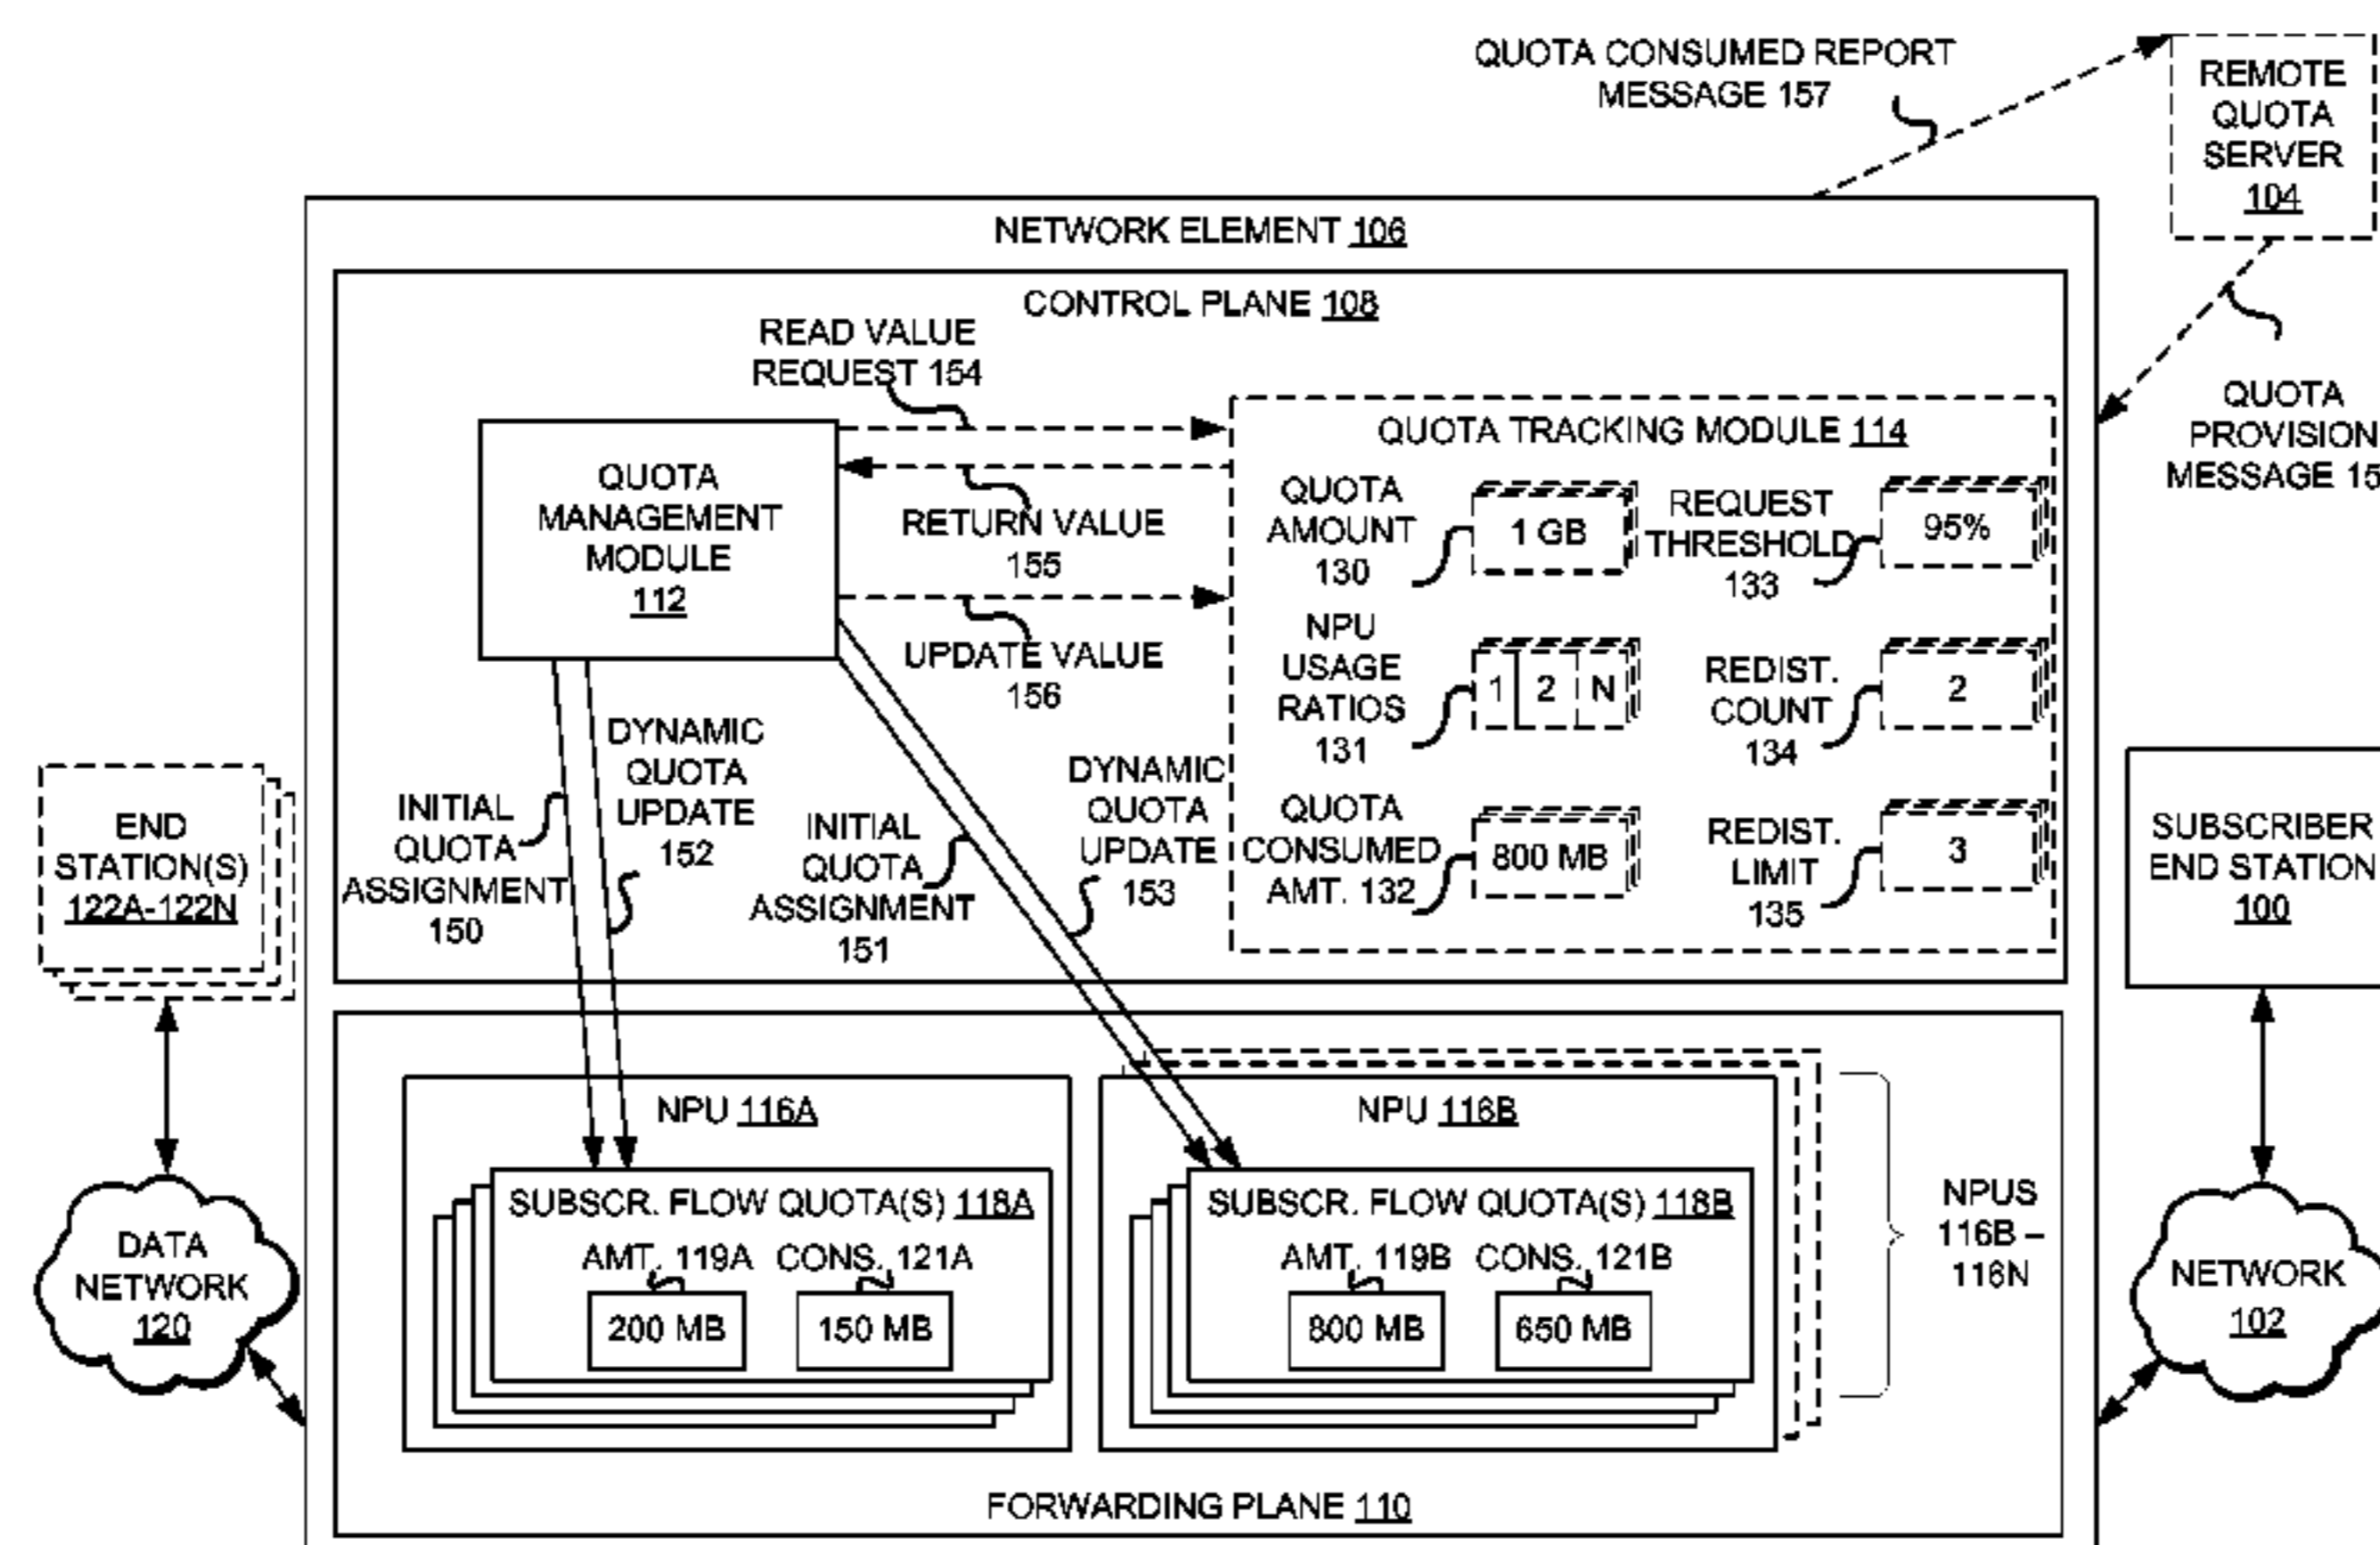 QUOTA CONSUMED REPORT
MESSAGE 157
REMOTE
QUOTA
SERVER
104
NETWORK ELEMENT 106
CONTROL PLANE 108
READ VALUE
REQUEST 154
QUOTA
PROVISION
MESSAGE 15
QUOTA
MANAGEMENT
MODULE
112
RETURN VALUE
155
UPDATE VALUE
156
QUOTA TRACKING MODULE 114
QUOTA
AMOUNT
130
1 GB
REQUEST
THRESHOLD
133
95%
NPU
USAGE
RATIOS
131
1 2 N
REDIST.
COUNT
134
2
QUOTA
CONSUMED
AMT. 132
800 MB
REDIST.
LIMIT
135
3
INITIAL
QUOTA
ASSIGNMENT
150
DYNAMIC
QUOTA
UPDATE
152
INITIAL
QUOTA
ASSIGNMENT
151
DYNAMIC
QUOTA
UPDATE
153
END
STATION(S)
122A-122N
SUBSCRIBER
END STATION
100
DATA
NETWORK
120
NPU 116A
SUBSCR. FLOW QUOTA(S) 118A
AMT. 119A CONS. 121A
200 MB 150 MB
NPU 116B
SUBSCR. FLOW QUOTA(S) 118B
AMT. 119B CONS. 121B
800 MB 650 MB
NPUS
116B –
116N
NETWORK
102
FORWARDING PLANE 110